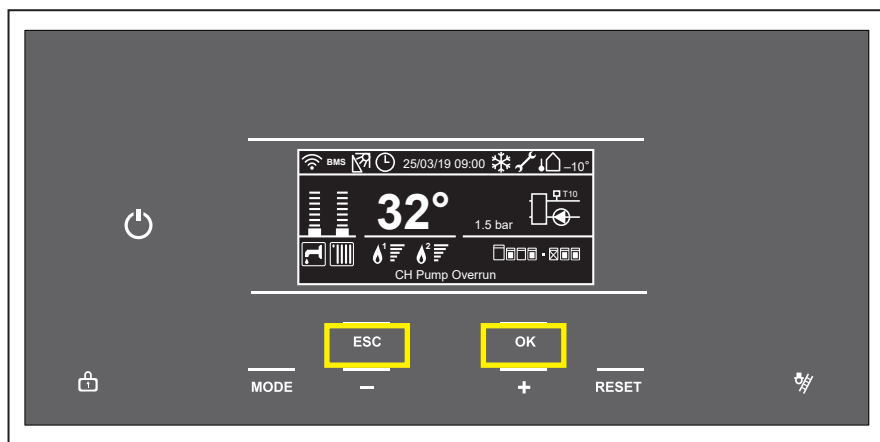 BMS 25/03/19 09:00 –10°
32° T10
1.5 bar
1 2
CH Pump Overrun
ESC OK
1
MODE – + RESET